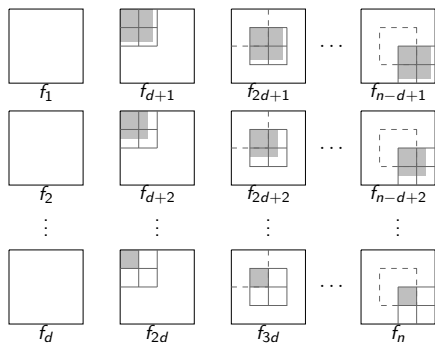 f_1 f_{d+1} f_{2d+1} ··· f_{n−d+1}
f_2 f_{d+2} f_{2d+2} ··· f_{n−d+2}
⋮ ⋮ ⋮ ⋮
f_d f_{2d} f_{3d} ··· f_n